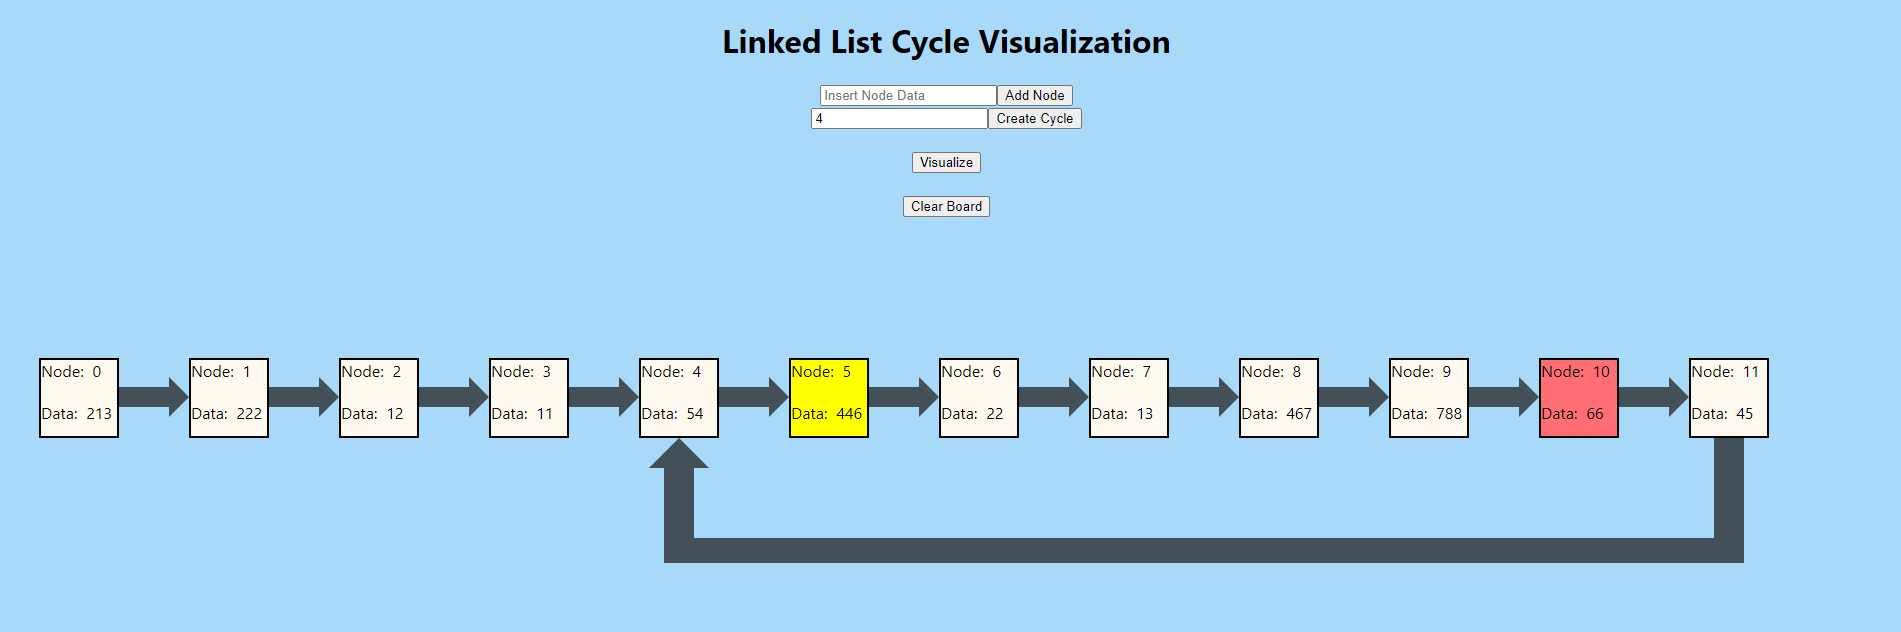 Linked List Cycle Visualization
Insert Node Data Add Node
4 Create Cycle
Visualize
Clear Board
Node: 0 Node: 1 Node: 2 Node: 3 Node: 4 Node: 5 Node: 6 Node: 7 Node: 8 Node: 9 Node: 10 Node: 11
Data: 213 Data: 222 Data: 12 Data: 11 Data: 54 Data: 446 Data: 22 Data: 13 Data: 467 Data: 788 Data: 66 Data: 45